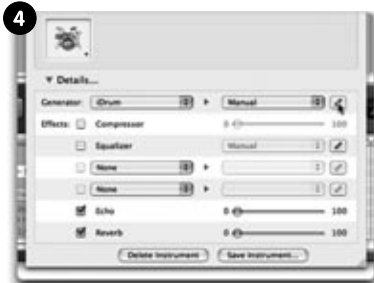 4
Details...
Generator: iDrum Manual
Effects: Compressor 0 100
Equalizer Manual
None
None
Echo 0 100
Reverb 0 100
Delete Instrument Save Instrument...